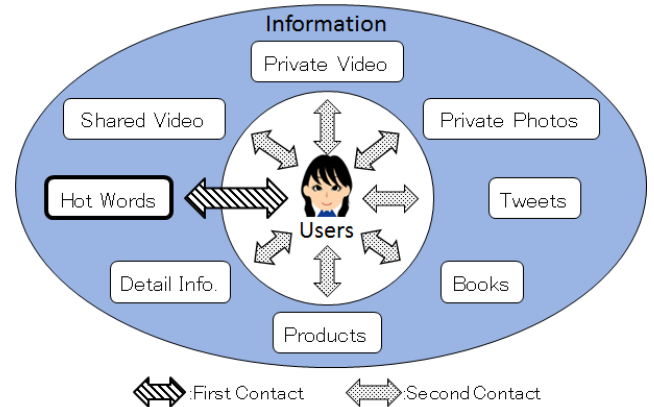 Information
Private Video
Shared Video
Private Photos
Hot Words
Tweets
Users
Detail Info.
Books
Products
:First Contact
:Second Contact